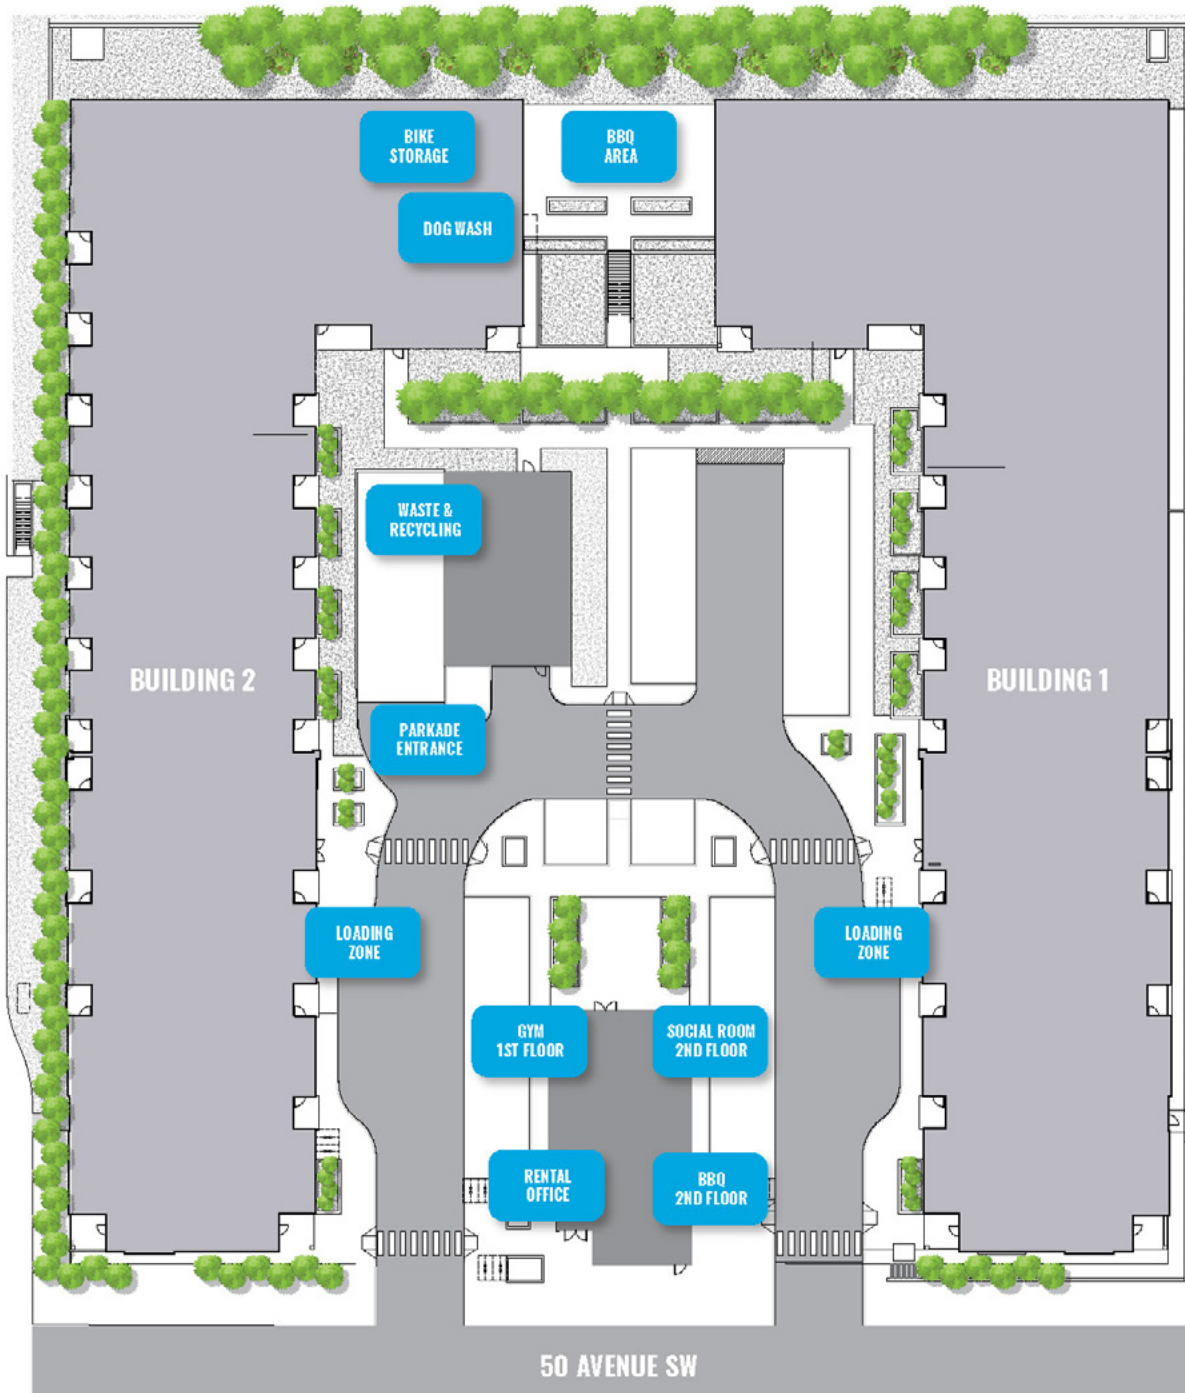 BIKE
STORAGE
BBQ
AREA
DOG WASH
WASTE &
RECYCLING
BUILDING 2
BUILDING 1
PARKADE
ENTRANCE
LOADING
ZONE
LOADING
ZONE
GYM
1ST FLOOR
SOCIAL ROOM
2ND FLOOR
RENTAL
OFFICE
BBQ
2ND FLOOR
50 AVENUE SW